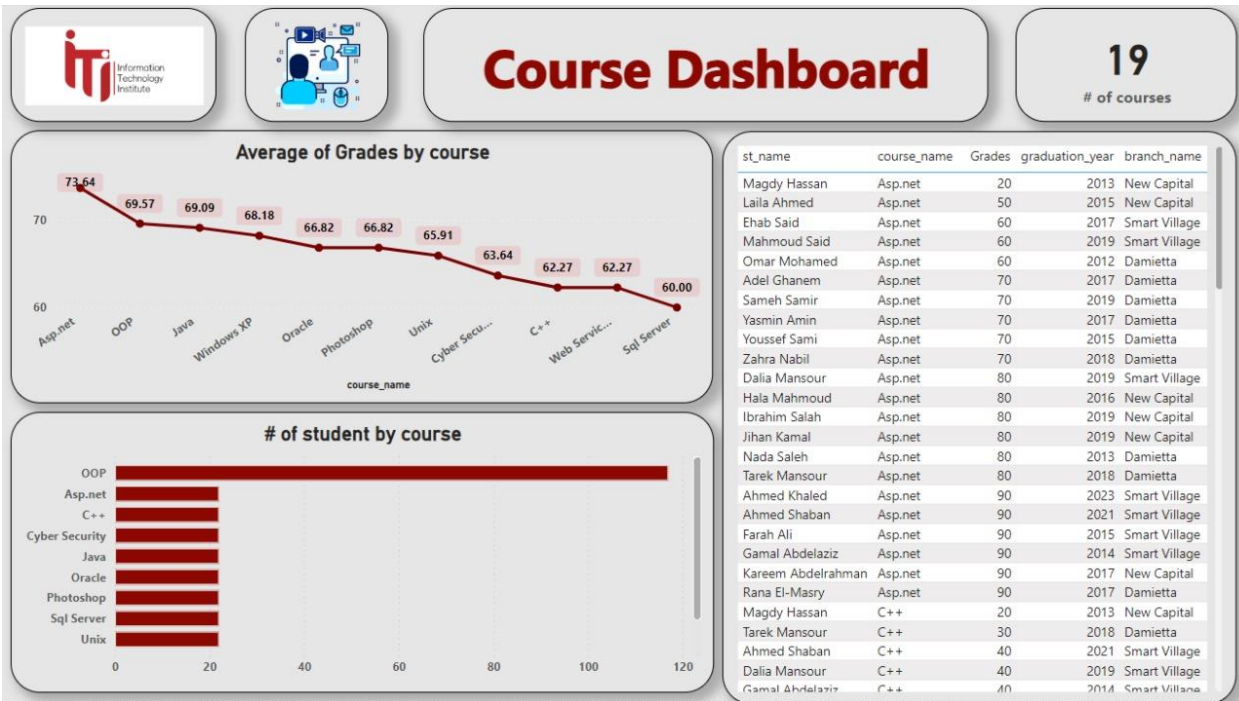 iTi
Information
Technology
Institute
Course Dashboard
19
# of courses
Average of Grades by course
73.64
69.57
69.09
68.18
66.82
66.82
65.91
63.64
62.27
62.27
60.00
70
60
Asp.net
OOP
Java
Windows XP
Oracle
Photoshop
Unix
Cyber Secu...
C++
Web Servic...
Sql Server
course_name
# of student by course
OOP
Asp.net
C++
Cyber Security
Java
Oracle
Photoshop
Sql Server
Unix
0 20 40 60 80 100 120
st_name course_name Grades graduation_year branch_name
Magdy Hassan Asp.net 20 2013 New Capital
Laila Ahmed Asp.net 50 2015 New Capital
Ehab Said Asp.net 60 2017 Smart Village
Mahmoud Said Asp.net 60 2019 Smart Village
Omar Mohamed Asp.net 60 2012 Damietta
Adel Ghanem Asp.net 70 2017 Damietta
Sameh Samir Asp.net 70 2019 Damietta
Yasmin Amin Asp.net 70 2017 Damietta
Youssef Sami Asp.net 70 2015 Damietta
Zahra Nabil Asp.net 70 2018 Damietta
Dalia Mansour Asp.net 80 2019 Smart Village
Hala Mahmoud Asp.net 80 2016 New Capital
Ibrahim Salah Asp.net 80 2019 New Capital
Jihan Kamal Asp.net 80 2019 New Capital
Nada Saleh Asp.net 80 2013 Damietta
Tarek Mansour Asp.net 80 2018 Damietta
Ahmed Khaled Asp.net 90 2023 Smart Village
Ahmed Shaban Asp.net 90 2021 Smart Village
Farah Ali Asp.net 90 2015 Smart Village
Gamal Abdelaziz Asp.net 90 2014 Smart Village
Kareem Abdelrahman Asp.net 90 2017 New Capital
Rana El-Masry Asp.net 90 2017 Damietta
Magdy Hassan C++ 20 2013 New Capital
Tarek Mansour C++ 30 2018 Damietta
Ahmed Shaban C++ 40 2021 Smart Village
Dalia Mansour C++ 40 2019 Smart Village
Gamal Abdelaziz C++ 40 2014 Smart Village